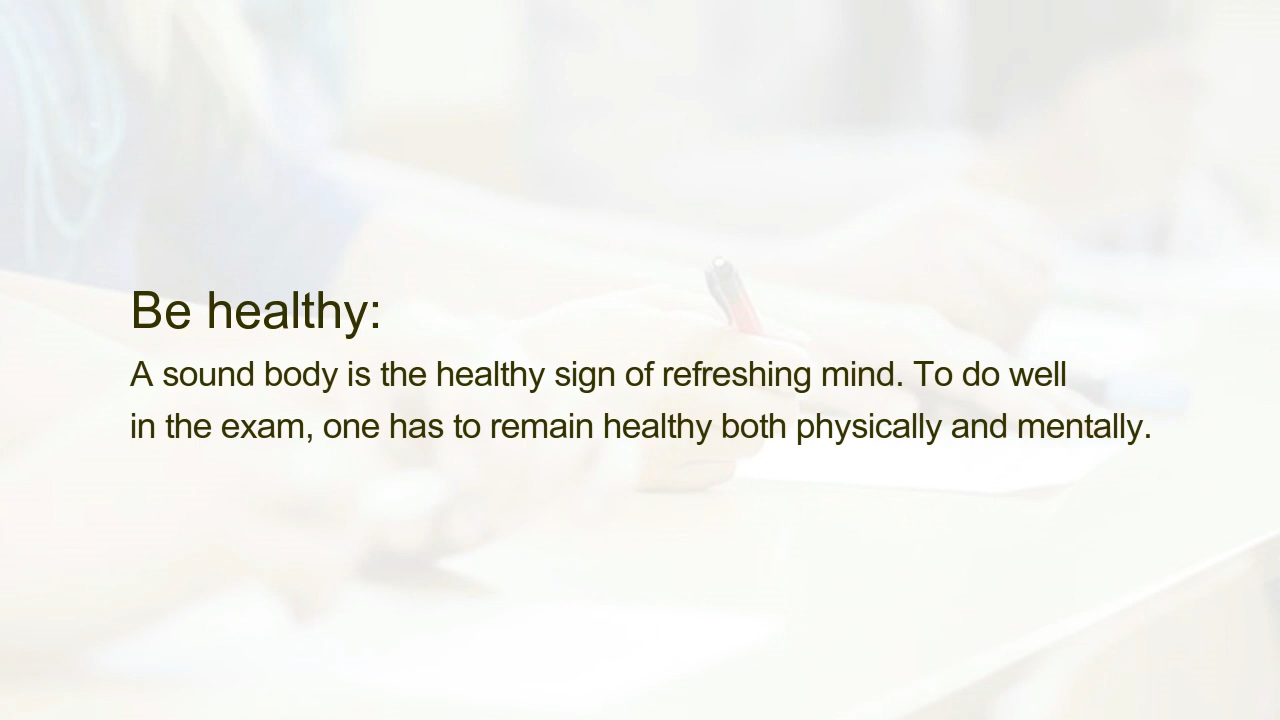 Be healthy:
A sound body is the healthy sign of refreshing mind. To do well
in the exam, one has to remain healthy both physically and mentally.